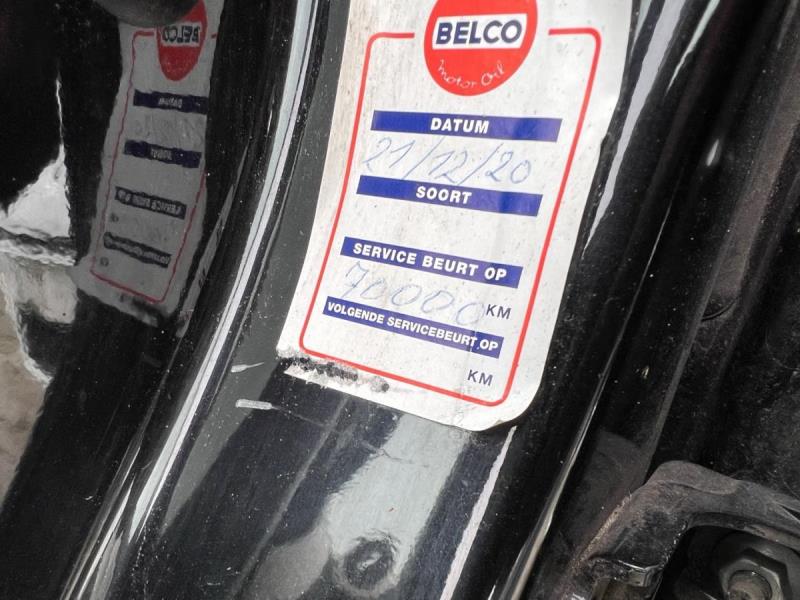 BELCO
Motor Oil
DATUM
21/12/20
SOORT
SERVICE BEURT OP
70000 KM
VOLGENDE SERVICEBEURT OP
KM